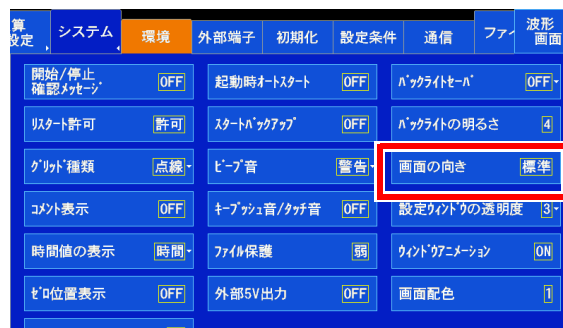 算
設定
システム
環境
外部端子
初期化
設定条件
通信
ファイ
波形
画面
開始/停止
確認ﾒｯｾｰｼﾞ
OFF
起動時ｵｰﾄｽﾀｰﾄ
OFF
ﾊﾞｯｸﾗｲﾄｾｰﾊﾞ
OFF
ﾘｽﾀｰﾄ許可
許可
ｽﾀｰﾄﾊﾞｯｸｱｯﾌﾟ
OFF
ﾊﾞｯｸﾗｲﾄの明るさ
4
ｸﾞﾘｯﾄﾞ種類
点線
ﾋﾞｰﾌﾟ音
警告
画面の向き
標準
ｺﾒﾝﾄ表示
OFF
ｷｰﾌﾟｯｼｭ音/ﾀｯﾁ音
OFF
設定ｳｨﾝﾄﾞｳの透明度
3
時間値の表示
時間
ﾌｧｲﾙ保護
弱
ｳｨﾝﾄﾞｳｱﾆﾒｰｼｮﾝ
ON
ｾﾞﾛ位置表示
OFF
外部5V出力
OFF
画面配色
1